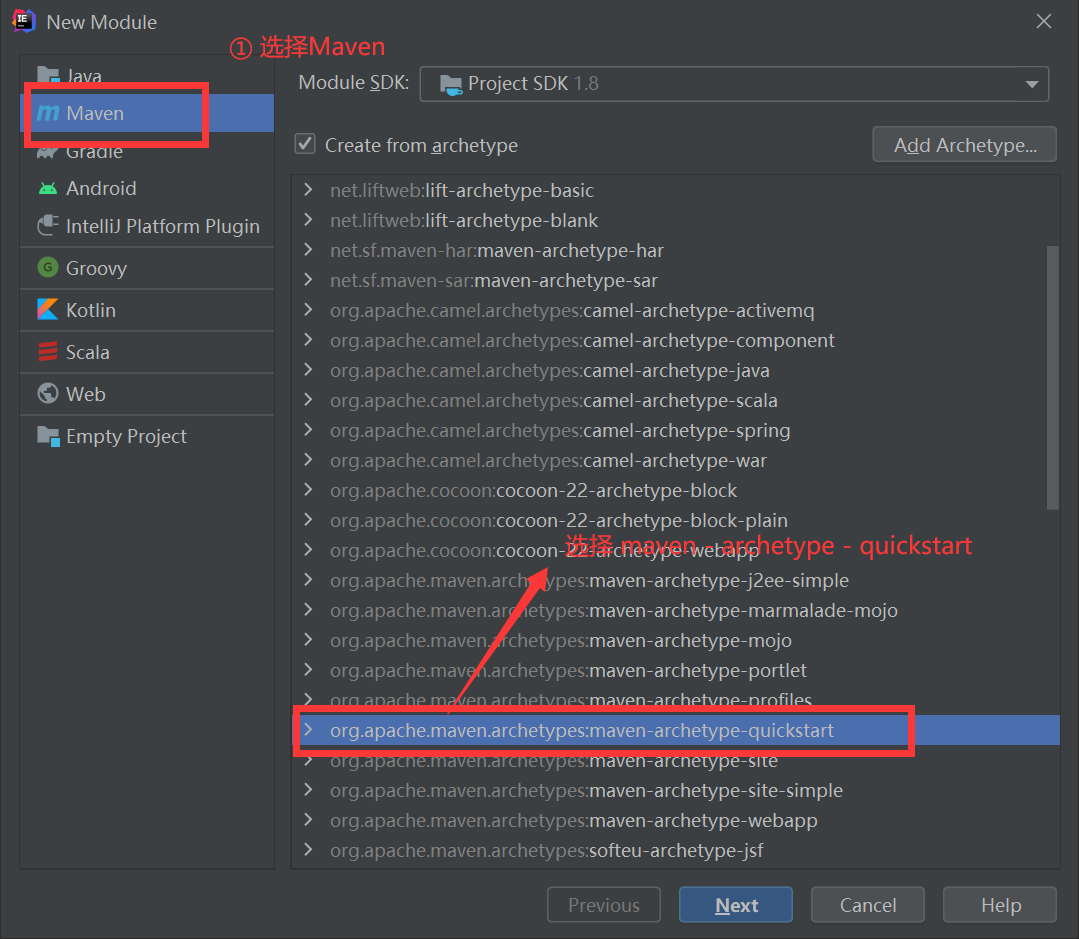 New Module
① 选择Maven
Java
Maven
Gradle
Android
IntelliJ Platform Plugin
Groovy
Kotlin
Scala
Web
Empty Project
Module SDK: Project SDK 1.8
Create from archetype
Add Archetype...
net.liftweb:lift-archetype-basic
net.liftweb:lift-archetype-blank
net.sf.maven-har:maven-archetype-har
net.sf.maven-sar:maven-archetype-sar
org.apache.camel.archetypes:camel-archetype-activemq
org.apache.camel.archetypes:camel-archetype-component
org.apache.camel.archetypes:camel-archetype-java
org.apache.camel.archetypes:camel-archetype-scala
org.apache.camel.archetypes:camel-archetype-spring
org.apache.camel.archetypes:camel-archetype-war
org.apache.cocoon:cocoon-22-archetype-block
org.apache.cocoon:cocoon-22-archetype-block-plain
org.apache.cocoon:cocoon-22-archetype-webapp
选择 maven - archetype - quickstart
org.apache.maven.archetypes:maven-archetype-j2ee-simple
org.apache.maven.archetypes:maven-archetype-marmalade-mojo
org.apache.maven.archetypes:maven-archetype-mojo
org.apache.maven.archetypes:maven-archetype-portlet
org.apache.maven.archetypes:maven-archetype-profiles
org.apache.maven.archetypes:maven-archetype-quickstart
org.apache.maven.archetypes:maven-archetype-site
org.apache.maven.archetypes:maven-archetype-site-simple
org.apache.maven.archetypes:maven-archetype-webapp
org.apache.maven.archetypes:softeu-archetype-jsf
Previous
Next
Cancel
Help